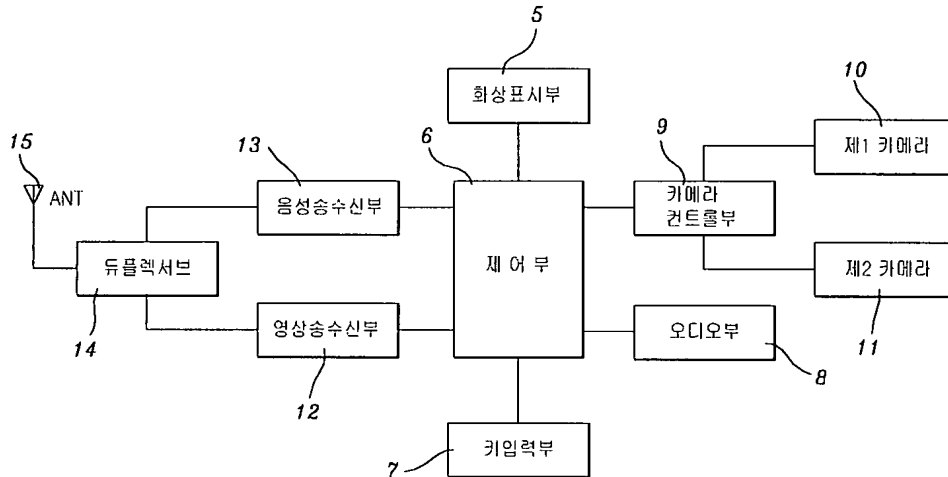 5
화상표시부
10
제1 카메라
9
카메라
컨트롤부
6
13
음성송수신부
15
ANT
듀플렉서브
14
제 어 부
제2 카메라
11
영상송수신부
12
오디오부
8
키입력부
7